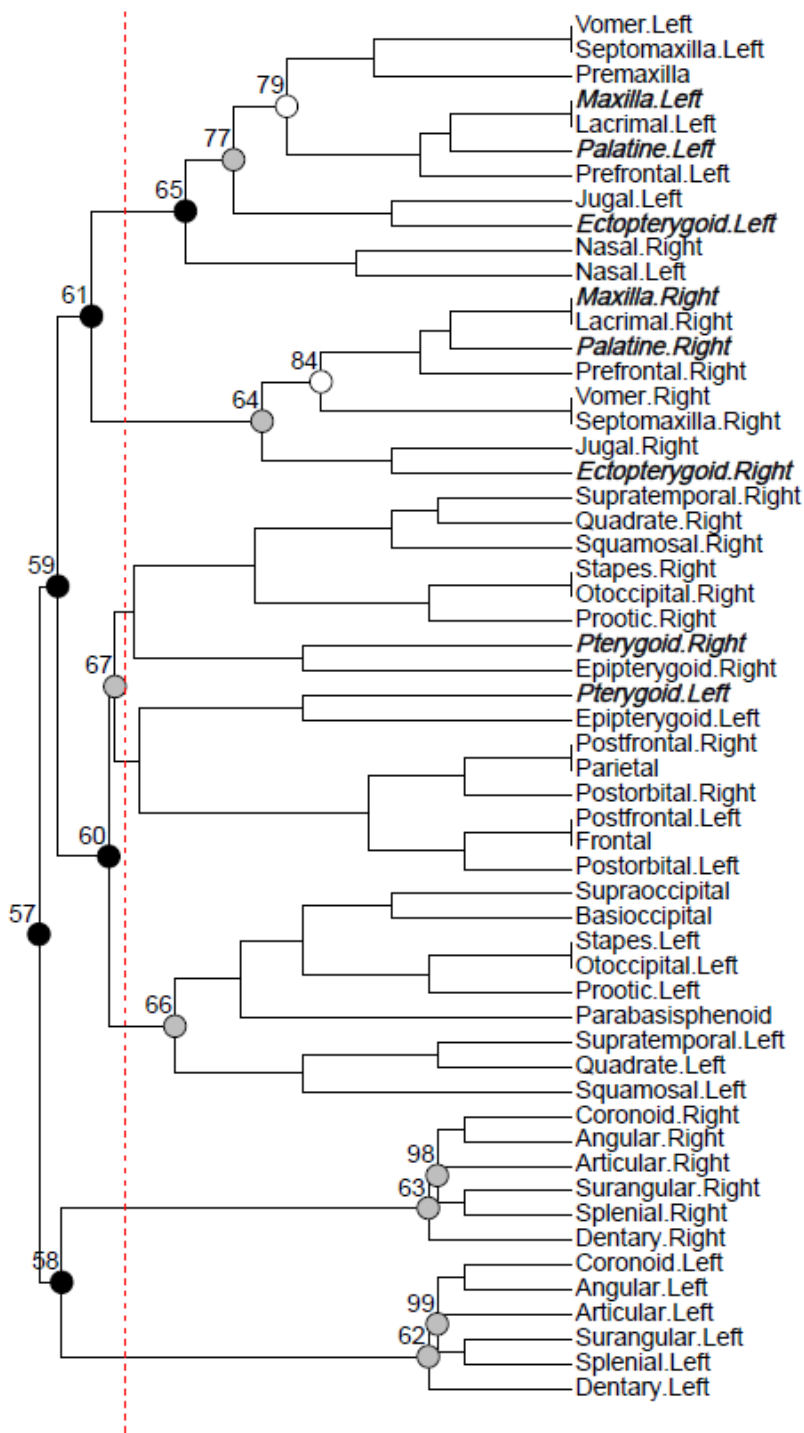 Vomer.Left
Septomaxilla.Left
79
Premaxilla
Maxilla.Left
Lacrimal.Left
77
Palatine.Left
Prefrontal.Left
65
Jugal.Left
Ectopterygoid.Left
Nasal.Right
Nasal.Left
61
Maxilla.Right
Lacrimal.Right
Palatine.Right
84
Prefrontal.Right
Vomer.Right
64
Septomaxilla.Right
Jugal.Right
Ectopterygoid.Right
Supratemporal.Right
Quadrate.Right
Squamosal.Right
59
Stapes.Right
Otoccipital.Right
Prootic.Right
Pterygoid.Right
67
Epipterygoid.Right
Pterygoid.Left
Epipterygoid.Left
Postfrontal.Right
Parietal
Postorbital.Right
Postfrontal.Left
60
Frontal
Postorbital.Left
Supraoccipital
57
Basioccipital
Stapes.Left
Otoccipital.Left
Prootic.Left
66
Parabasisphenoid
Supratemporal.Left
Quadrate.Left
Squamosal.Left
Coronoid.Right
Angular.Right
98
Articular.Right
63
Surangular.Right
Splenial.Right
Dentary.Right
58
Coronoid.Left
Angular.Left
99
Articular.Left
62
Surangular.Left
Splenial.Left
Dentary.Left